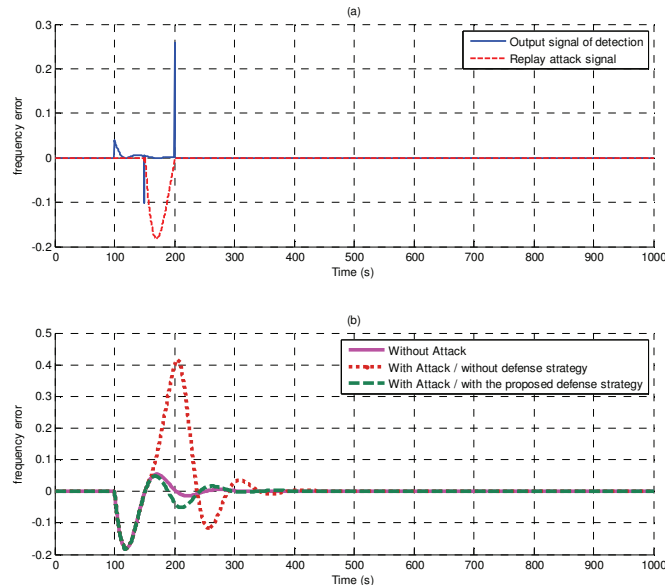 (a)
0.3
0.2
0.1
0
-0.1
-0.2
frequency error
Output signal of detection
Replay attack signal
0 100 200 300 400 500 600 700 800 900 1000
Time (s)
(b)
0.5
0.4
0.3
0.2
0.1
0
-0.1
-0.2
frequency error
Without Attack
With Attack / without defense strategy
With Attack / with the proposed defense strategy
0 100 200 300 400 500 600 700 800 900 1000
Time (s)